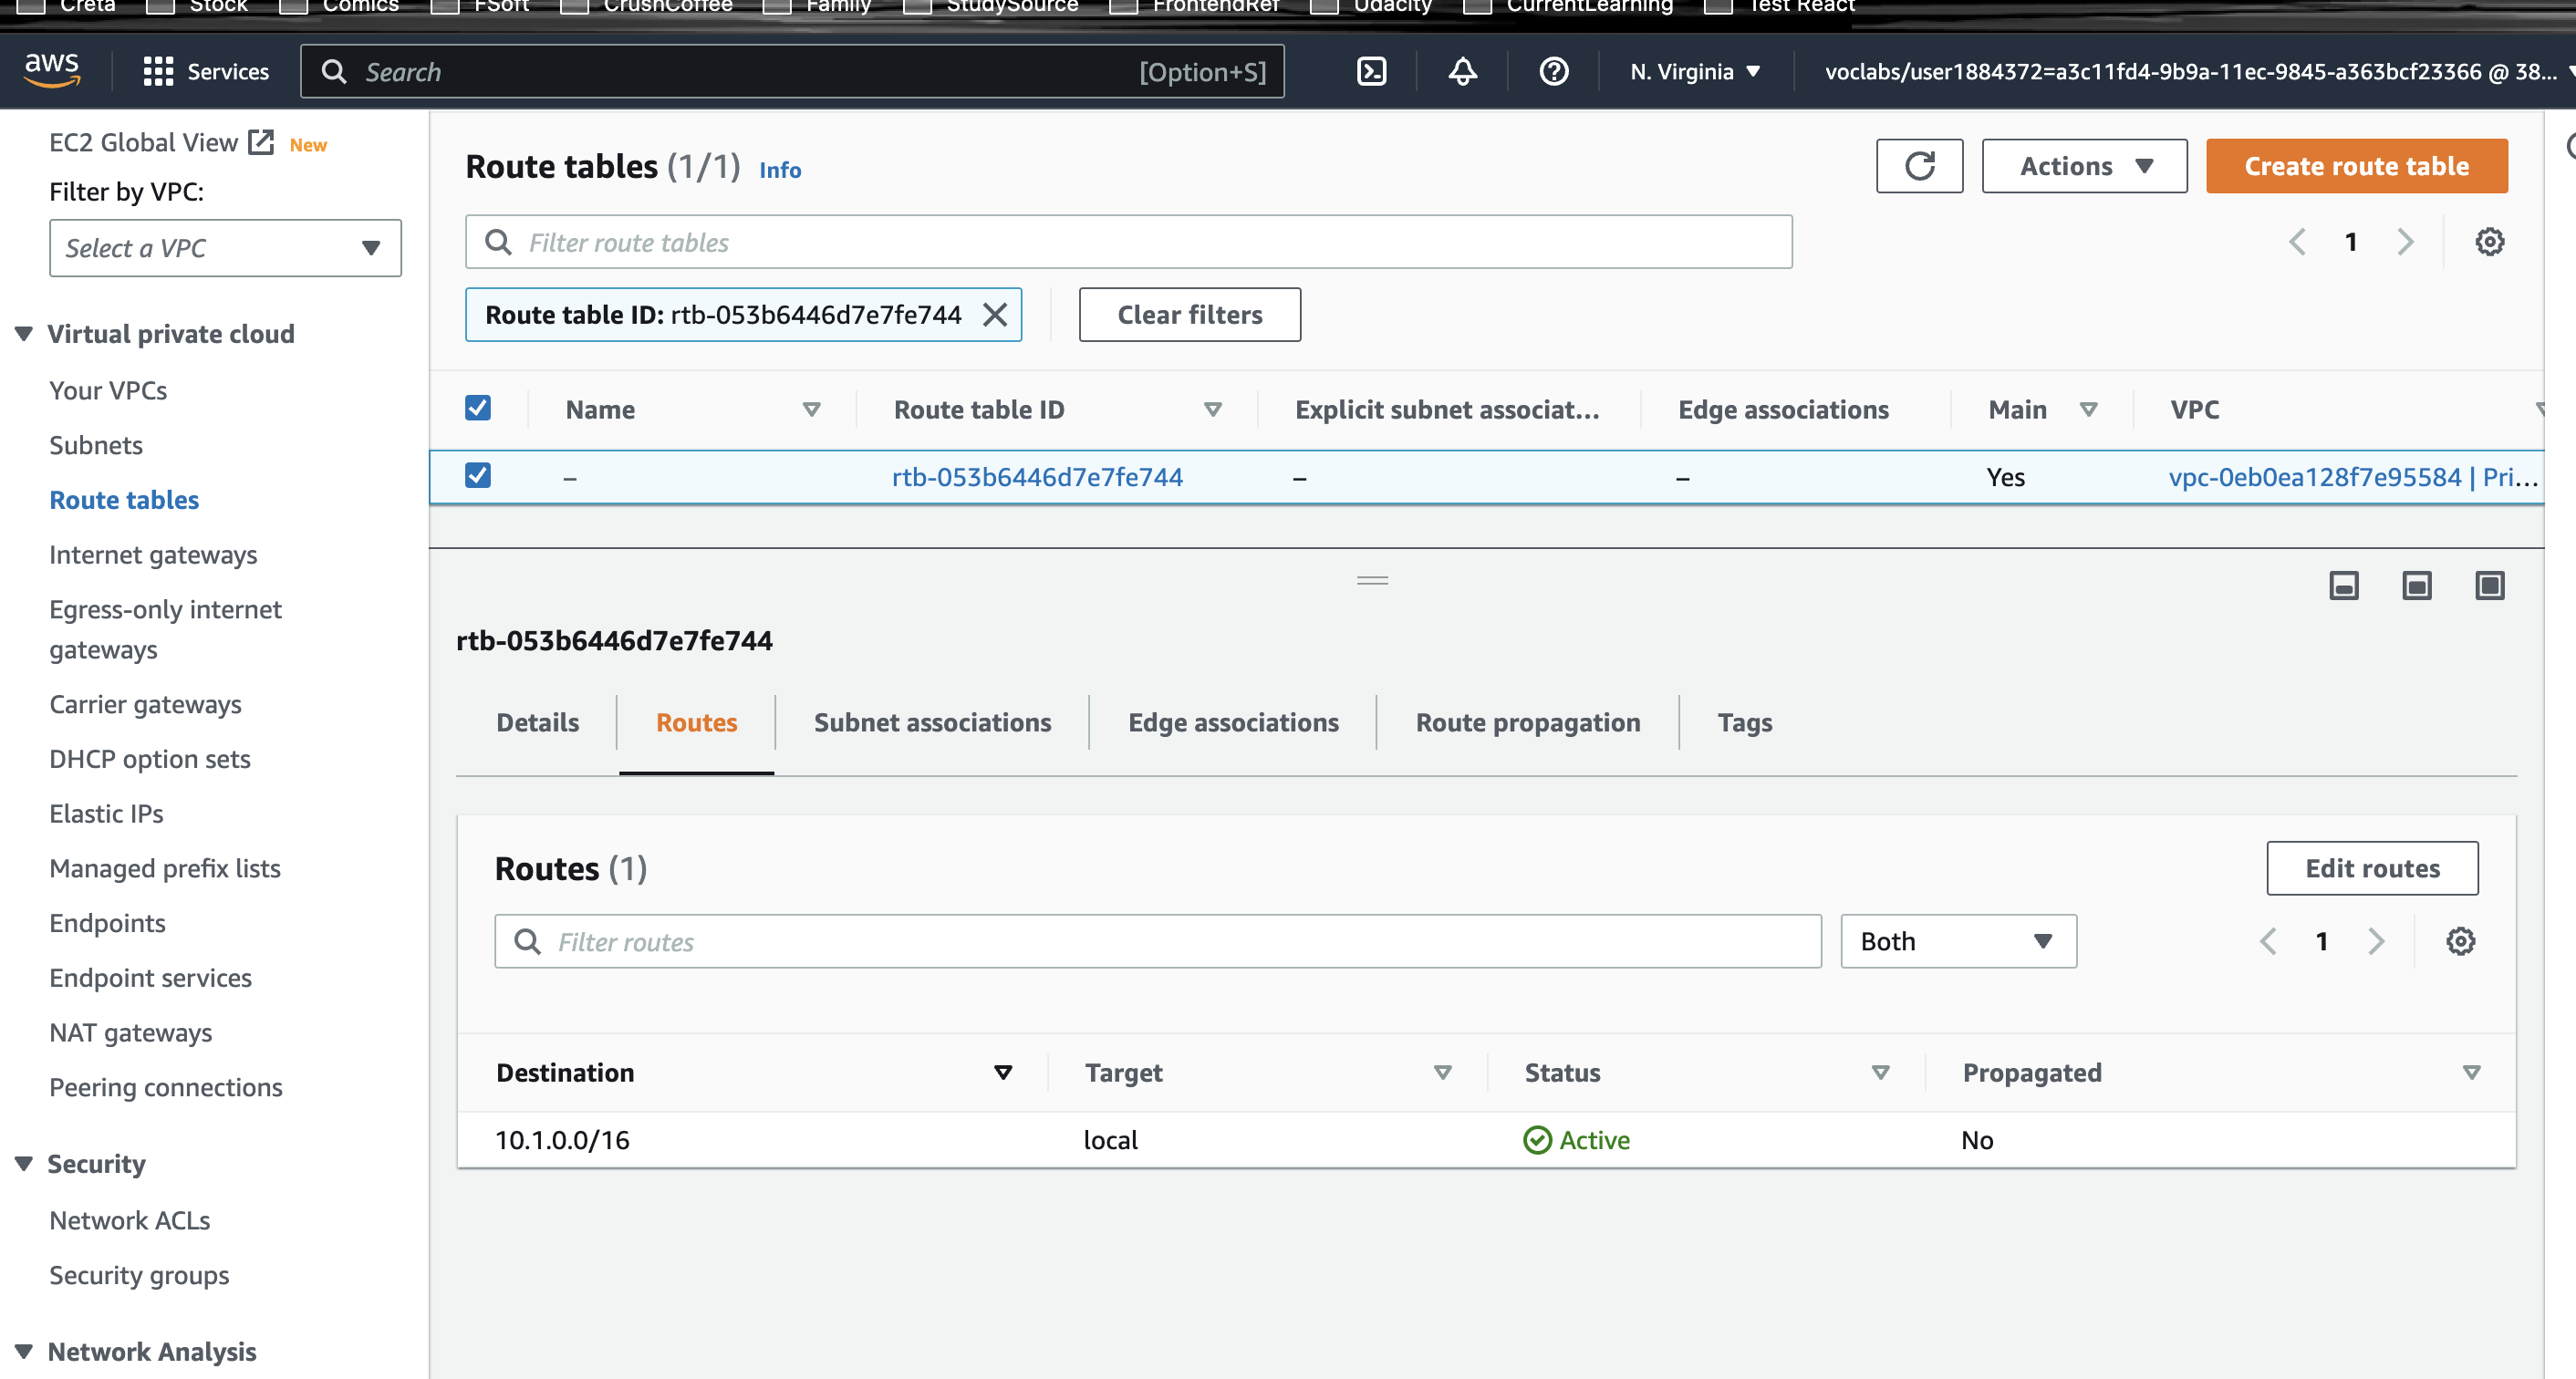 Creta Stock Comics FSoft CrushCoffee Family StudySource FrontendRef Udacity CurrentLearning Test React
aws Services Search [Option+S] N. Virginia voclabs/user1884372=a3c11fd4-9b9a-11ec-9845-a363bcf23366 @ 38...
EC2 Global View New
Filter by VPC:
Select a VPC
Virtual private cloud
Your VPCs
Subnets
Route tables
Internet gateways
Egress-only internet
gateways
Carrier gateways
DHCP option sets
Elastic IPs
Managed prefix lists
Endpoints
Endpoint services
NAT gateways
Peering connections
Security
Network ACLs
Security groups
Network Analysis
Route tables (1/1) Info
Actions
Create route table
Filter route tables
1
Route table ID: rtb-053b6446d7e7fe744
Clear filters
Name Route table ID Explicit subnet associat... Edge associations Main VPC
– rtb-053b6446d7e7fe744 – – Yes vpc-0eb0ea128f7e95584 | Pri...
rtb-053b6446d7e7fe744
Details Routes Subnet associations Edge associations Route propagation Tags
Routes (1)
Edit routes
Filter routes
Both
1
Destination Target Status Propagated
10.1.0.0/16 local Active No